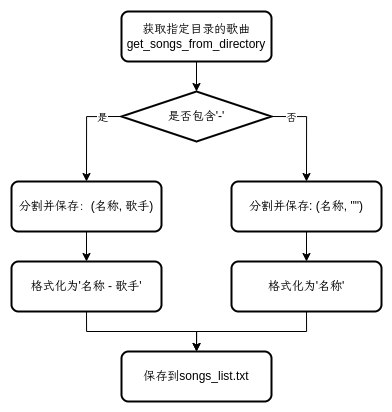 获取指定目录的歌曲
get_songs_from_directory
是否包含'-'
是
否
分割并保存：(名称, 歌手)
分割并保存: (名称, "")
格式化为'名称 - 歌手'
格式化为'名称'
保存到songs_list.txt